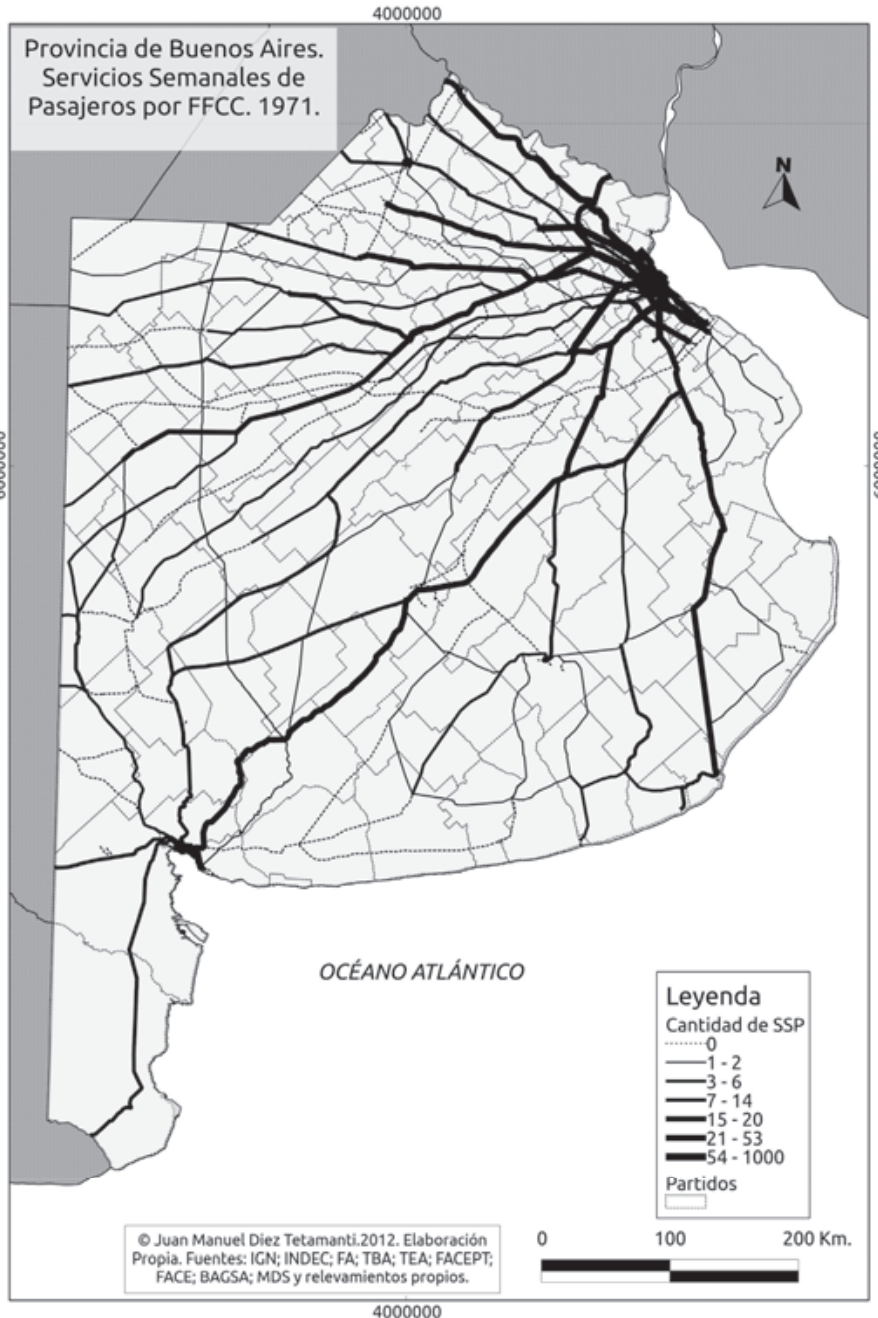 4000000
Provincia de Buenos Aires.
Servicios Semanales de
Pasajeros por FFCC. 1971.
N
OCÉANO ATLÁNTICO
Leyenda
Cantidad de SSP
0
1 - 2
3 - 6
7 - 14
15 - 20
21 - 53
54 - 1000
Partidos
© Juan Manuel Diez Tetamanti.2012. Elaboración
Propia. Fuentes: IGN; INDEC; FA; TBA; TEA; FACEPT;
FACE; BAGSA; MDS y relevamientos propios.
0 100 200 Km.
4000000